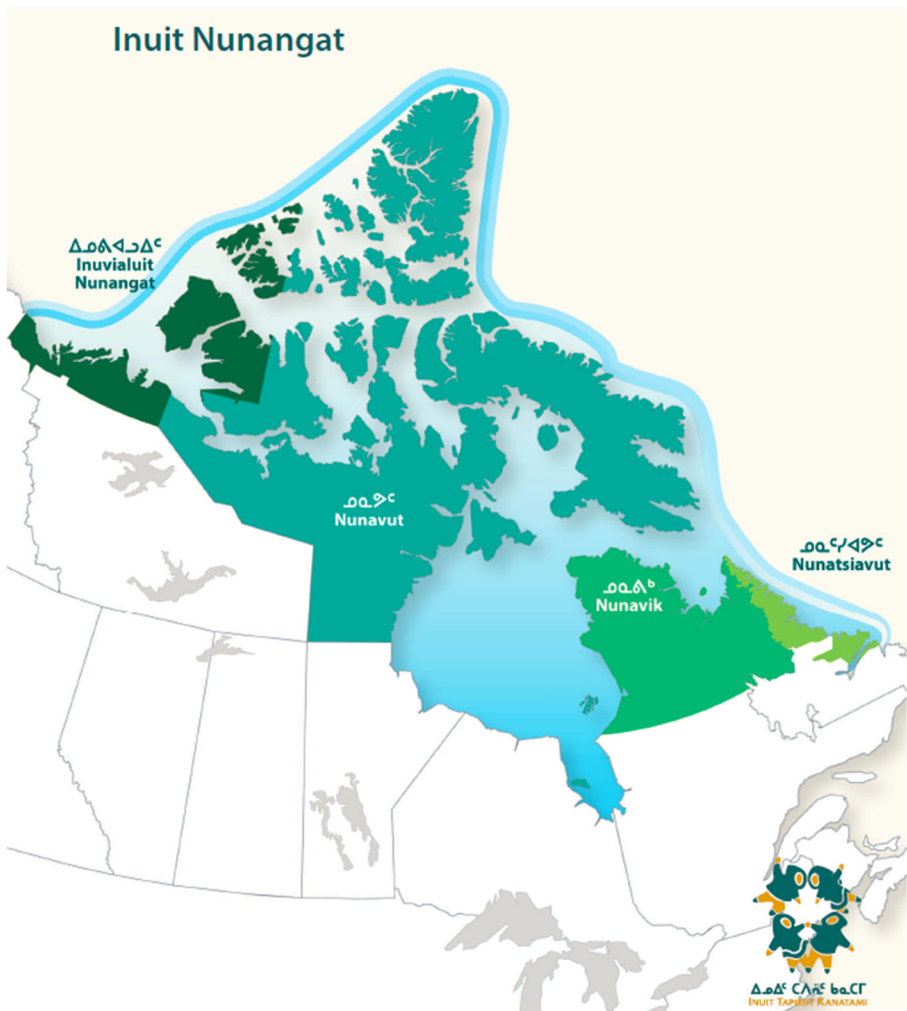 Inuit Nunangat
ᐃᓄᕕᐊᓗᐃᑦ
Inuvialuit
Nunangat
ᓄᓇᕗᑦ
Nunavut
ᓄᓇᕕᒃ
Nunavik
ᓄᓇᑦᓯᐊᕗᑦ
Nunatsiavut
ᐃᓄᐃᑦ ᑕᐱᕇᑦ ᑲᓇᑕᒥ
INUIT TAPIRIIT KANATAMI